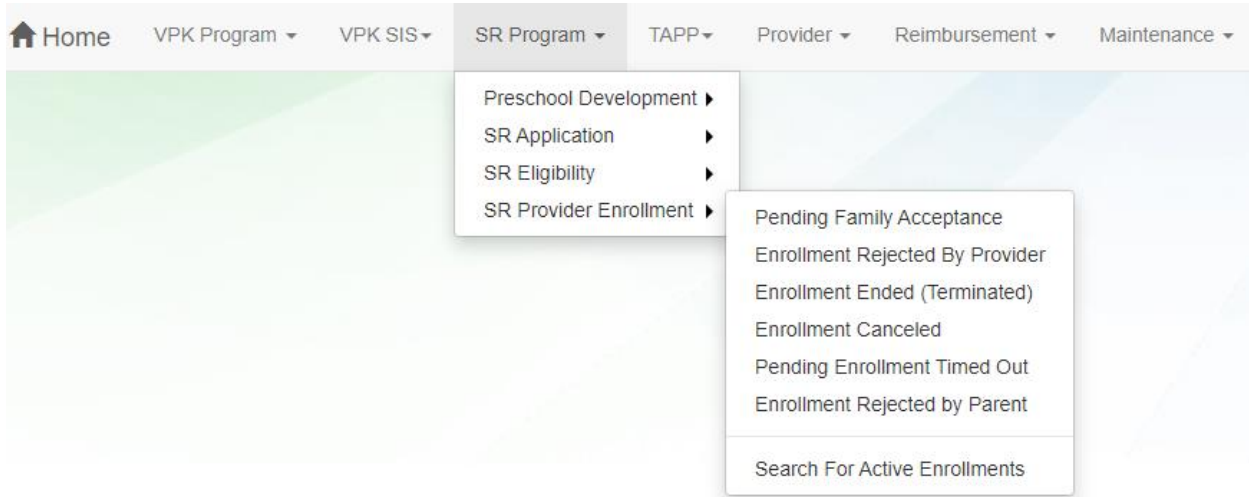 Home VPK Program VPK SIS SR Program TAPP Provider Reimbursement Maintenance
Preschool Development
SR Application
SR Eligibility
SR Provider Enrollment
Pending Family Acceptance
Enrollment Rejected By Provider
Enrollment Ended (Terminated)
Enrollment Canceled
Pending Enrollment Timed Out
Enrollment Rejected by Parent
Search For Active Enrollments